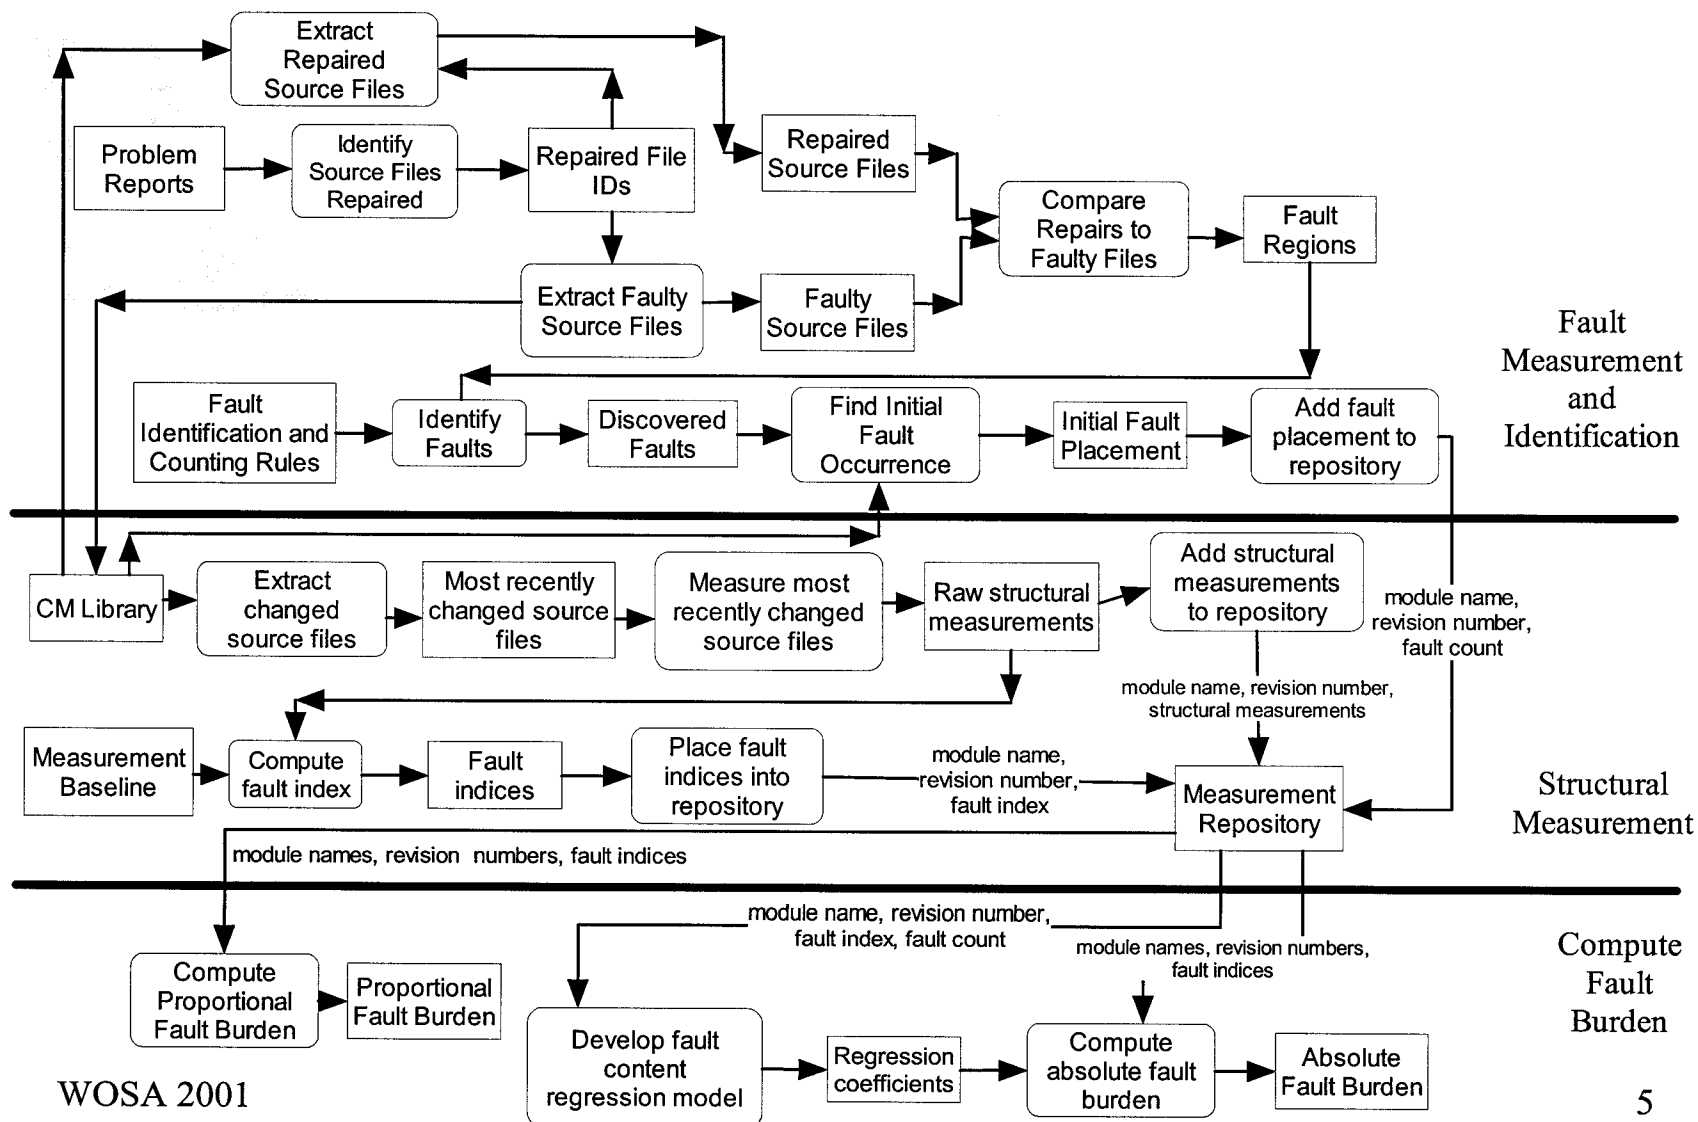 Extract
Repaired
Source Files
Problem
Reports
Identify
Source Files
Repaired
Repaired File
IDs
Repaired
Source Files
Compare
Repairs to
Faulty Files
Fault
Regions
Extract Faulty
Source Files
Faulty
Source Files
Fault
Measurement
and
Identification
Fault
Identification and
Counting Rules
Identify
Faults
Discovered
Faults
Find Initial
Fault
Occurrence
Initial Fault
Placement
Add fault
placement to
repository
CM Library
Extract
changed
source files
Most recently
changed source
files
Measure most
recently changed
source files
Raw structural
measurements
Add structural
measurements
to repository
module name,
revision number,
fault count
module name, revision number,
structural measurements
Measurement
Baseline
Compute
fault index
Fault
indices
Place fault
indices into
repository
module name,
revision number,
fault index
Measurement
Repository
Structural
Measurement
module names, revision numbers, fault indices
module name, revision number,
fault index, fault count
module names, revision numbers,
fault indices
Compute
Fault
Burden
Compute
Proportional
Fault Burden
Proportional
Fault Burden
Develop fault
content
regression model
Regression
coefficients
Compute
absolute fault
burden
Absolute
Fault Burden
WOSA 2001
5